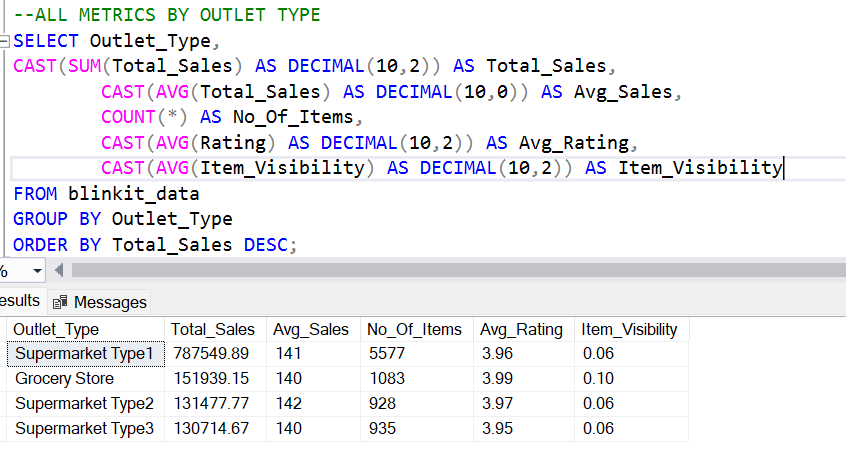 --ALL METRICS BY OUTLET TYPE
SELECT Outlet_Type,
CAST(SUM(Total_Sales) AS DECIMAL(10,2)) AS Total_Sales,
CAST(AVG(Total_Sales) AS DECIMAL(10,0)) AS Avg_Sales,
COUNT(*) AS No_Of_Items,
CAST(AVG(Rating) AS DECIMAL(10,2)) AS Avg_Rating,
CAST(AVG(Item_Visibility) AS DECIMAL(10,2)) AS Item_Visibility
FROM blinkit_data
GROUP BY Outlet_Type
ORDER BY Total_Sales DESC;
%
esults Messages
Outlet_Type Total_Sales Avg_Sales No_Of_Items Avg_Rating Item_Visibility
Supermarket Type1 787549.89 141 5577 3.96 0.06
Grocery Store 151939.15 140 1083 3.99 0.10
Supermarket Type2 131477.77 142 928 3.97 0.06
Supermarket Type3 130714.67 140 935 3.95 0.06